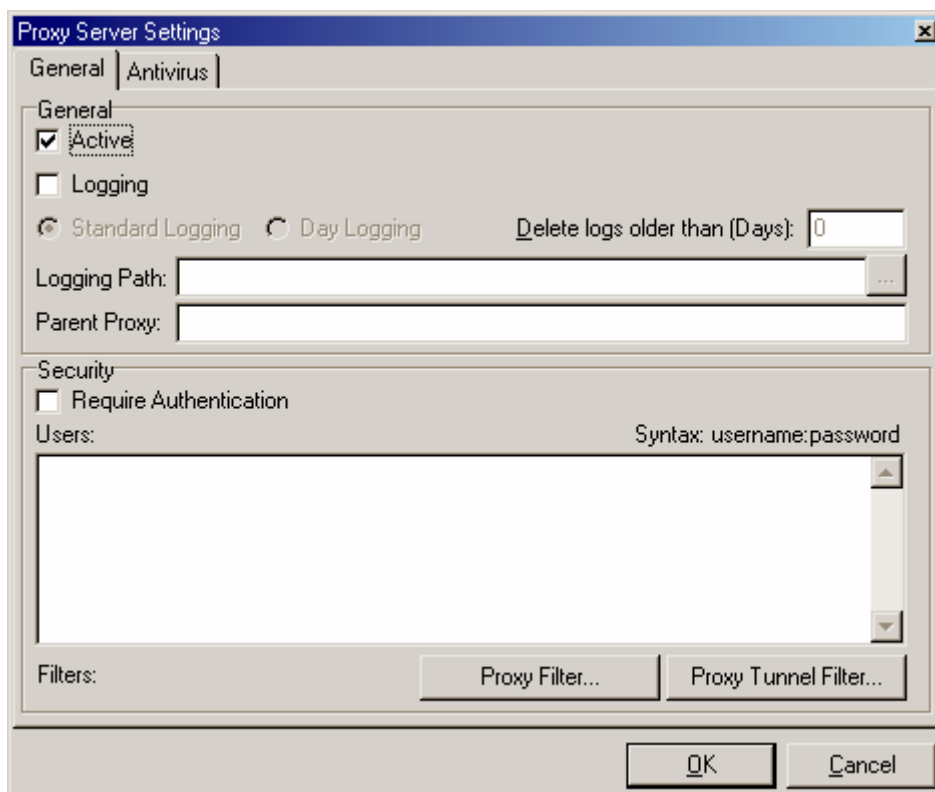 Proxy Server Settings
General Antivirus
General
Active
Logging
Standard Logging Day Logging Delete logs older than (Days): 0
Logging Path: ...
Parent Proxy:
Security
Require Authentication
Users: Syntax: username:password
Filters: Proxy Filter... Proxy Tunnel Filter...
OK Cancel